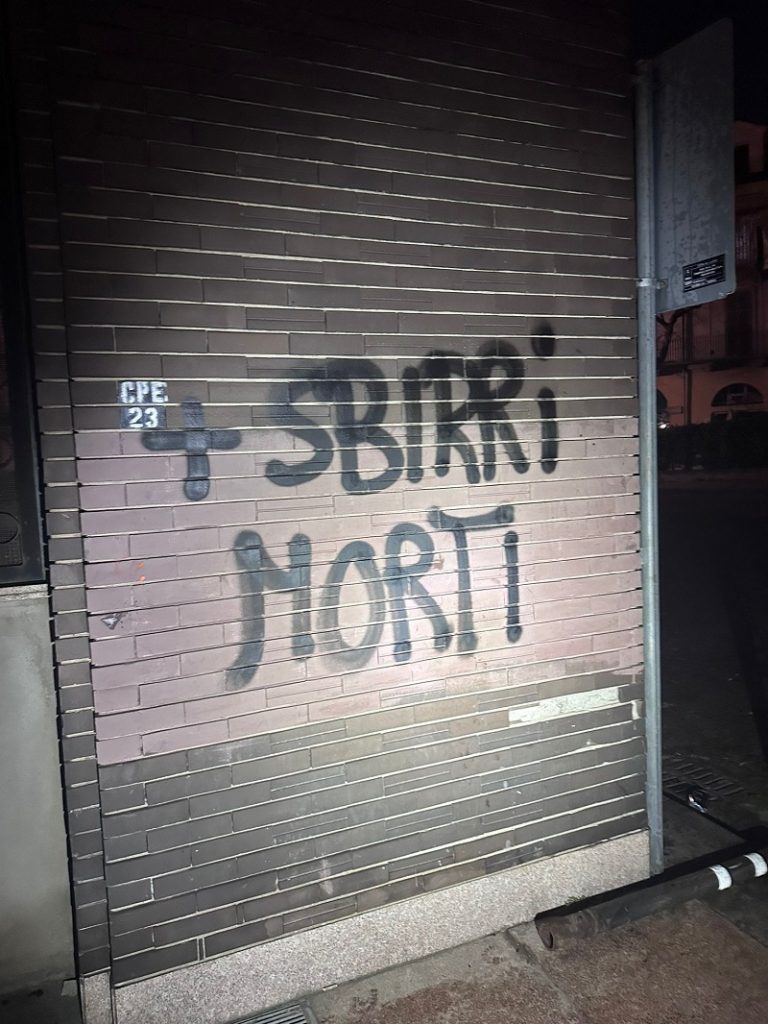 CPE
23
+ SBIRRi
MORTi